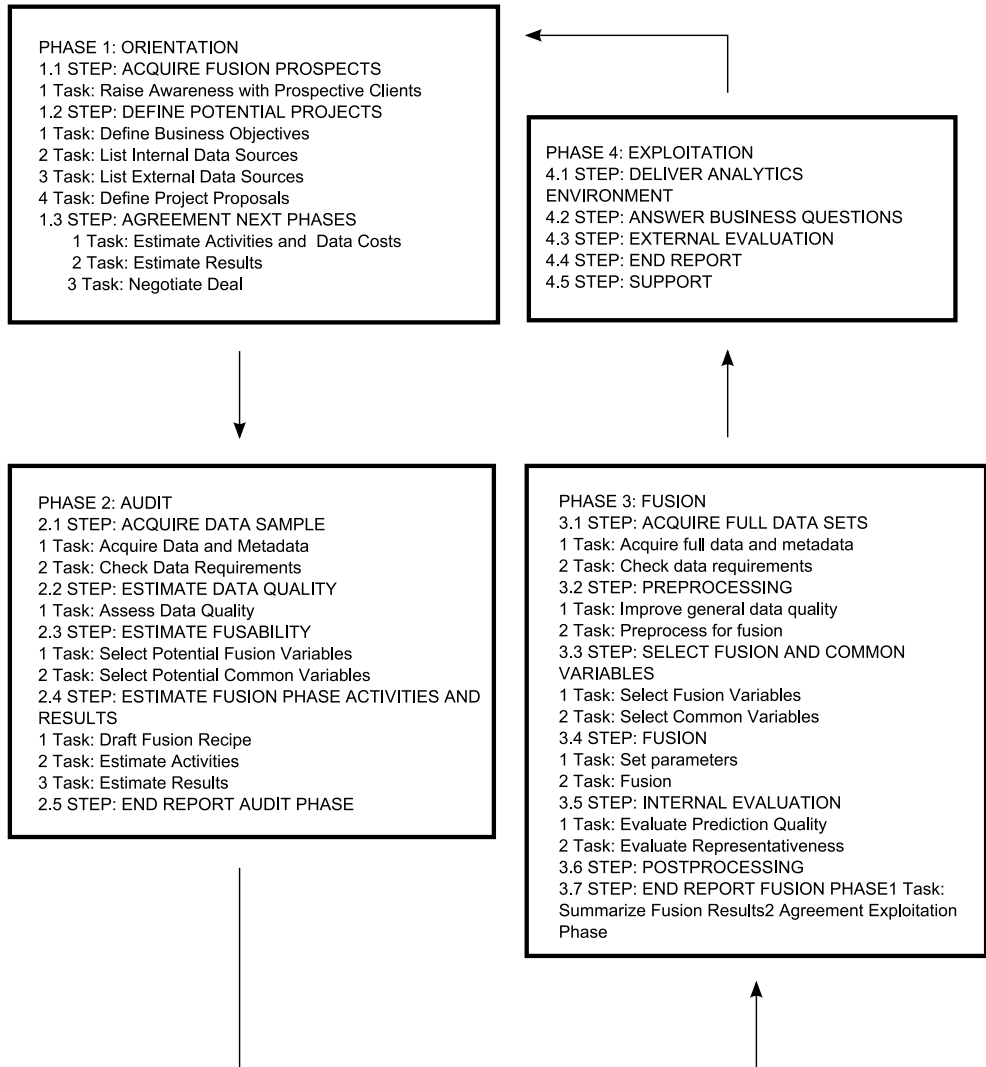 PHASE 1: ORIENTATION
1.1 STEP: ACQUIRE FUSION PROSPECTS
1 Task: Raise Awareness with Prospective Clients
1.2 STEP: DEFINE POTENTIAL PROJECTS
1 Task: Define Business Objectives
2 Task: List Internal Data Sources
3 Task: List External Data Sources
4 Task: Define Project Proposals
1.3 STEP: AGREEMENT NEXT PHASES
1 Task: Estimate Activities and Data Costs
2 Task: Estimate Results
3 Task: Negotiate Deal
PHASE 2: AUDIT
2.1 STEP: ACQUIRE DATA SAMPLE
1 Task: Acquire Data and Metadata
2 Task: Check Data Requirements
2.2 STEP: ESTIMATE DATA QUALITY
1 Task: Assess Data Quality
2.3 STEP: ESTIMATE FUSABILITY
1 Task: Select Potential Fusion Variables
2 Task: Select Potential Common Variables
2.4 STEP: ESTIMATE FUSION PHASE ACTIVITIES AND
RESULTS
1 Task: Draft Fusion Recipe
2 Task: Estimate Activities
3 Task: Estimate Results
2.5 STEP: END REPORT AUDIT PHASE
PHASE 3: FUSION
3.1 STEP: ACQUIRE FULL DATA SETS
1 Task: Acquire full data and metadata
2 Task: Check data requirements
3.2 STEP: PREPROCESSING
1 Task: Improve general data quality
2 Task: Preprocess for fusion
3.3 STEP: SELECT FUSION AND COMMON
VARIABLES
1 Task: Select Fusion Variables
2 Task: Select Common Variables
3.4 STEP: FUSION
1 Task: Set parameters
2 Task: Fusion
3.5 STEP: INTERNAL EVALUATION
1 Task: Evaluate Prediction Quality
2 Task: Evaluate Representativeness
3.6 STEP: POSTPROCESSING
3.7 STEP: END REPORT FUSION PHASE1 Task:
Summarize Fusion Results2 Agreement Exploitation
Phase
PHASE 4: EXPLOITATION
4.1 STEP: DELIVER ANALYTICS
ENVIRONMENT
4.2 STEP: ANSWER BUSINESS QUESTIONS
4.3 STEP: EXTERNAL EVALUATION
4.4 STEP: END REPORT
4.5 STEP: SUPPORT